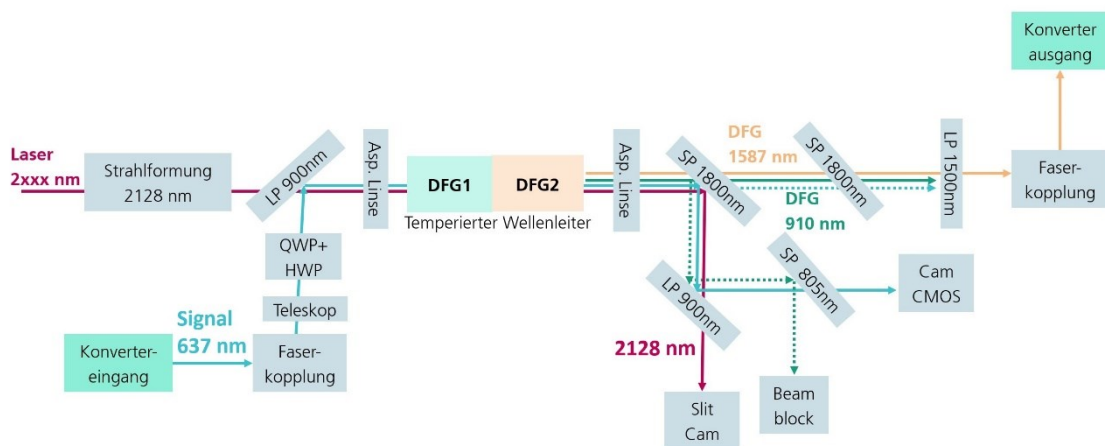 Konverter
ausgang
Laser
2xxx nm
Strahlformung
2128 nm
LP 900nm
Asp. Linse
DFG1
DFG2
Temperierter Wellenleiter
Asp. Linse
SP 1800nm
DFG
1587 nm
SP 1800nm
LP 1500nm
Faser-
kopplung
DFG
910 nm
QWP+
HWP
Teleskop
Signal
637 nm
Konverter-
eingang
Faser-
kopplung
LP 900nm
SP 805nm
Cam
CMOS
2128 nm
Slit
Cam
Beam
block